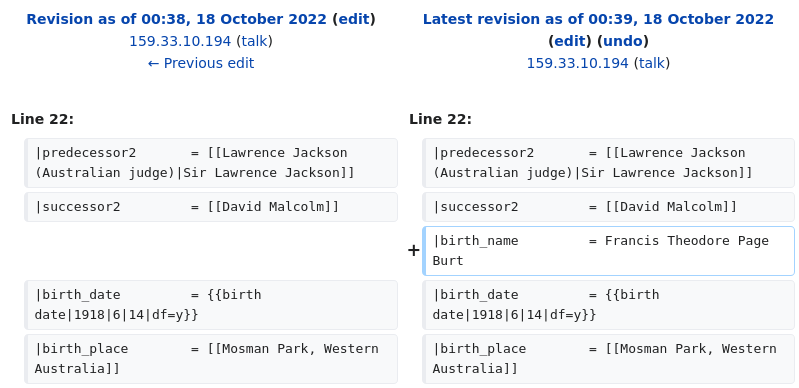 Revision as of 00:38, 18 October 2022 (edit)
159.33.10.194 (talk)
← Previous edit
Latest revision as of 00:39, 18 October 2022
(edit) (undo)
159.33.10.194 (talk)
Line 22:
Line 22:
|predecessor2       = [[Lawrence Jackson
(Australian judge)|Sir Lawrence Jackson]]
|predecessor2       = [[Lawrence Jackson
(Australian judge)|Sir Lawrence Jackson]]
|successor2         = [[David Malcolm]]
|successor2         = [[David Malcolm]]
+
|birth_name         = Francis Theodore Page
Burt
|birth_date         = {{birth
date|1918|6|14|df=y}}
|birth_date         = {{birth
date|1918|6|14|df=y}}
|birth_place        = [[Mosman Park, Western
Australia]]
|birth_place        = [[Mosman Park, Western
Australia]]